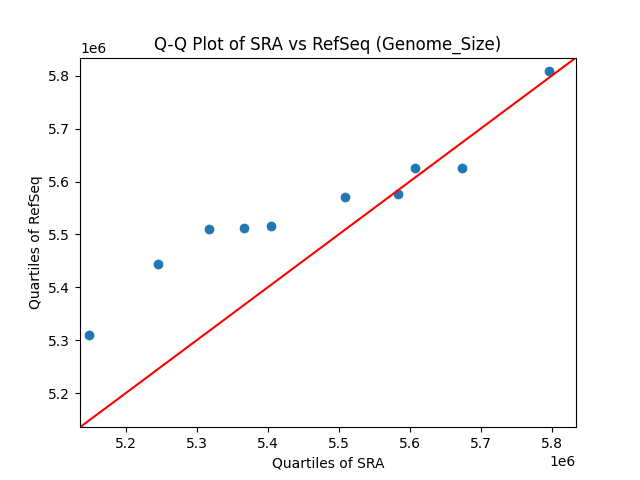 Q-Q Plot of SRA vs RefSeq (Genome_Size)
1e6
5.8
5.7
5.6
5.5
5.4
5.3
5.2
Quartiles of RefSeq
5.2 5.3 5.4 5.5 5.6 5.7 5.8
1e6
Quartiles of SRA